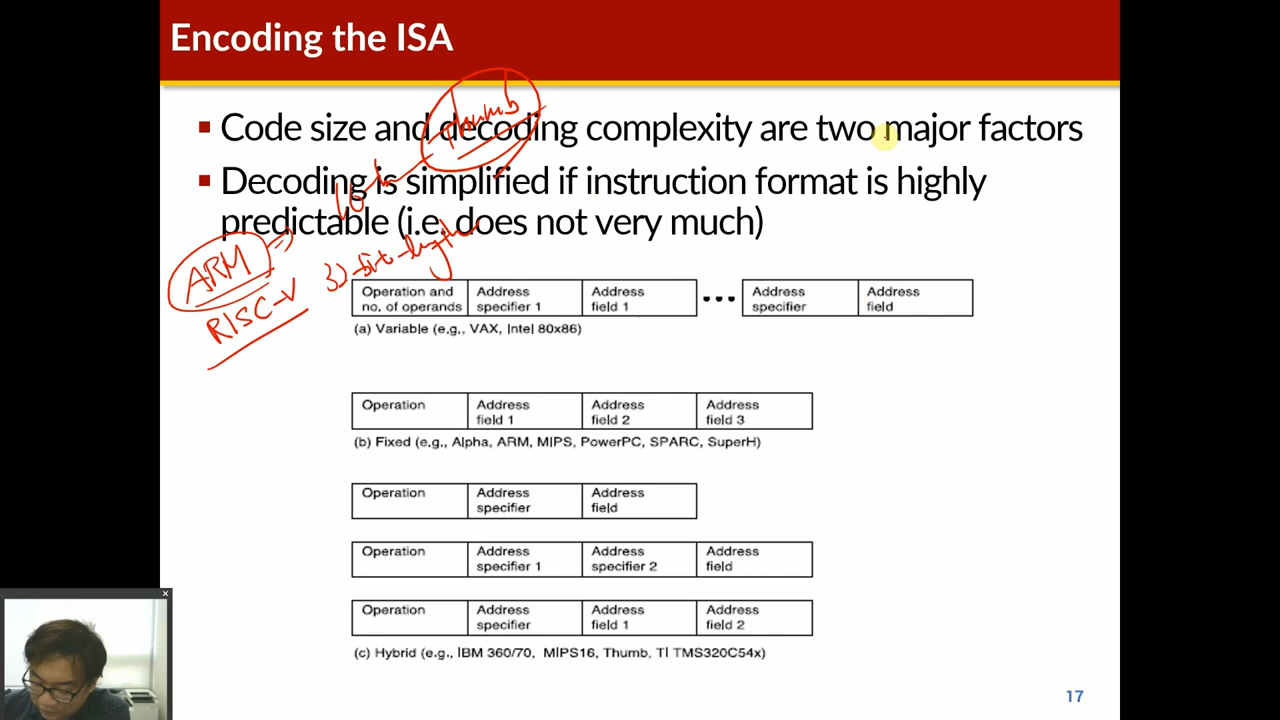 Encoding the ISA
Thumb
▪ Code size and decoding complexity are two major factors
▪ Decoding is simplified if instruction format is highly
predictable (i.e. does not very much)
ARM ⇒
RISC-V
32-bit-length
Operation and no. of operands
Address specifier 1
Address field 1
...
Address specifier
Address field
(a) Variable (e.g., VAX, Intel 80x86)
Operation
Address field 1
Address field 2
Address field 3
(b) Fixed (e.g., Alpha, ARM, MIPS, PowerPC, SPARC, SuperH)
Operation
Address specifier
Address field
Operation
Address specifier 1
Address specifier 2
Address field
Operation
Address specifier
Address field 1
Address field 2
(c) Hybrid (e.g., IBM 360/70, MIPS16, Thumb, TI TMS320C54x)
17